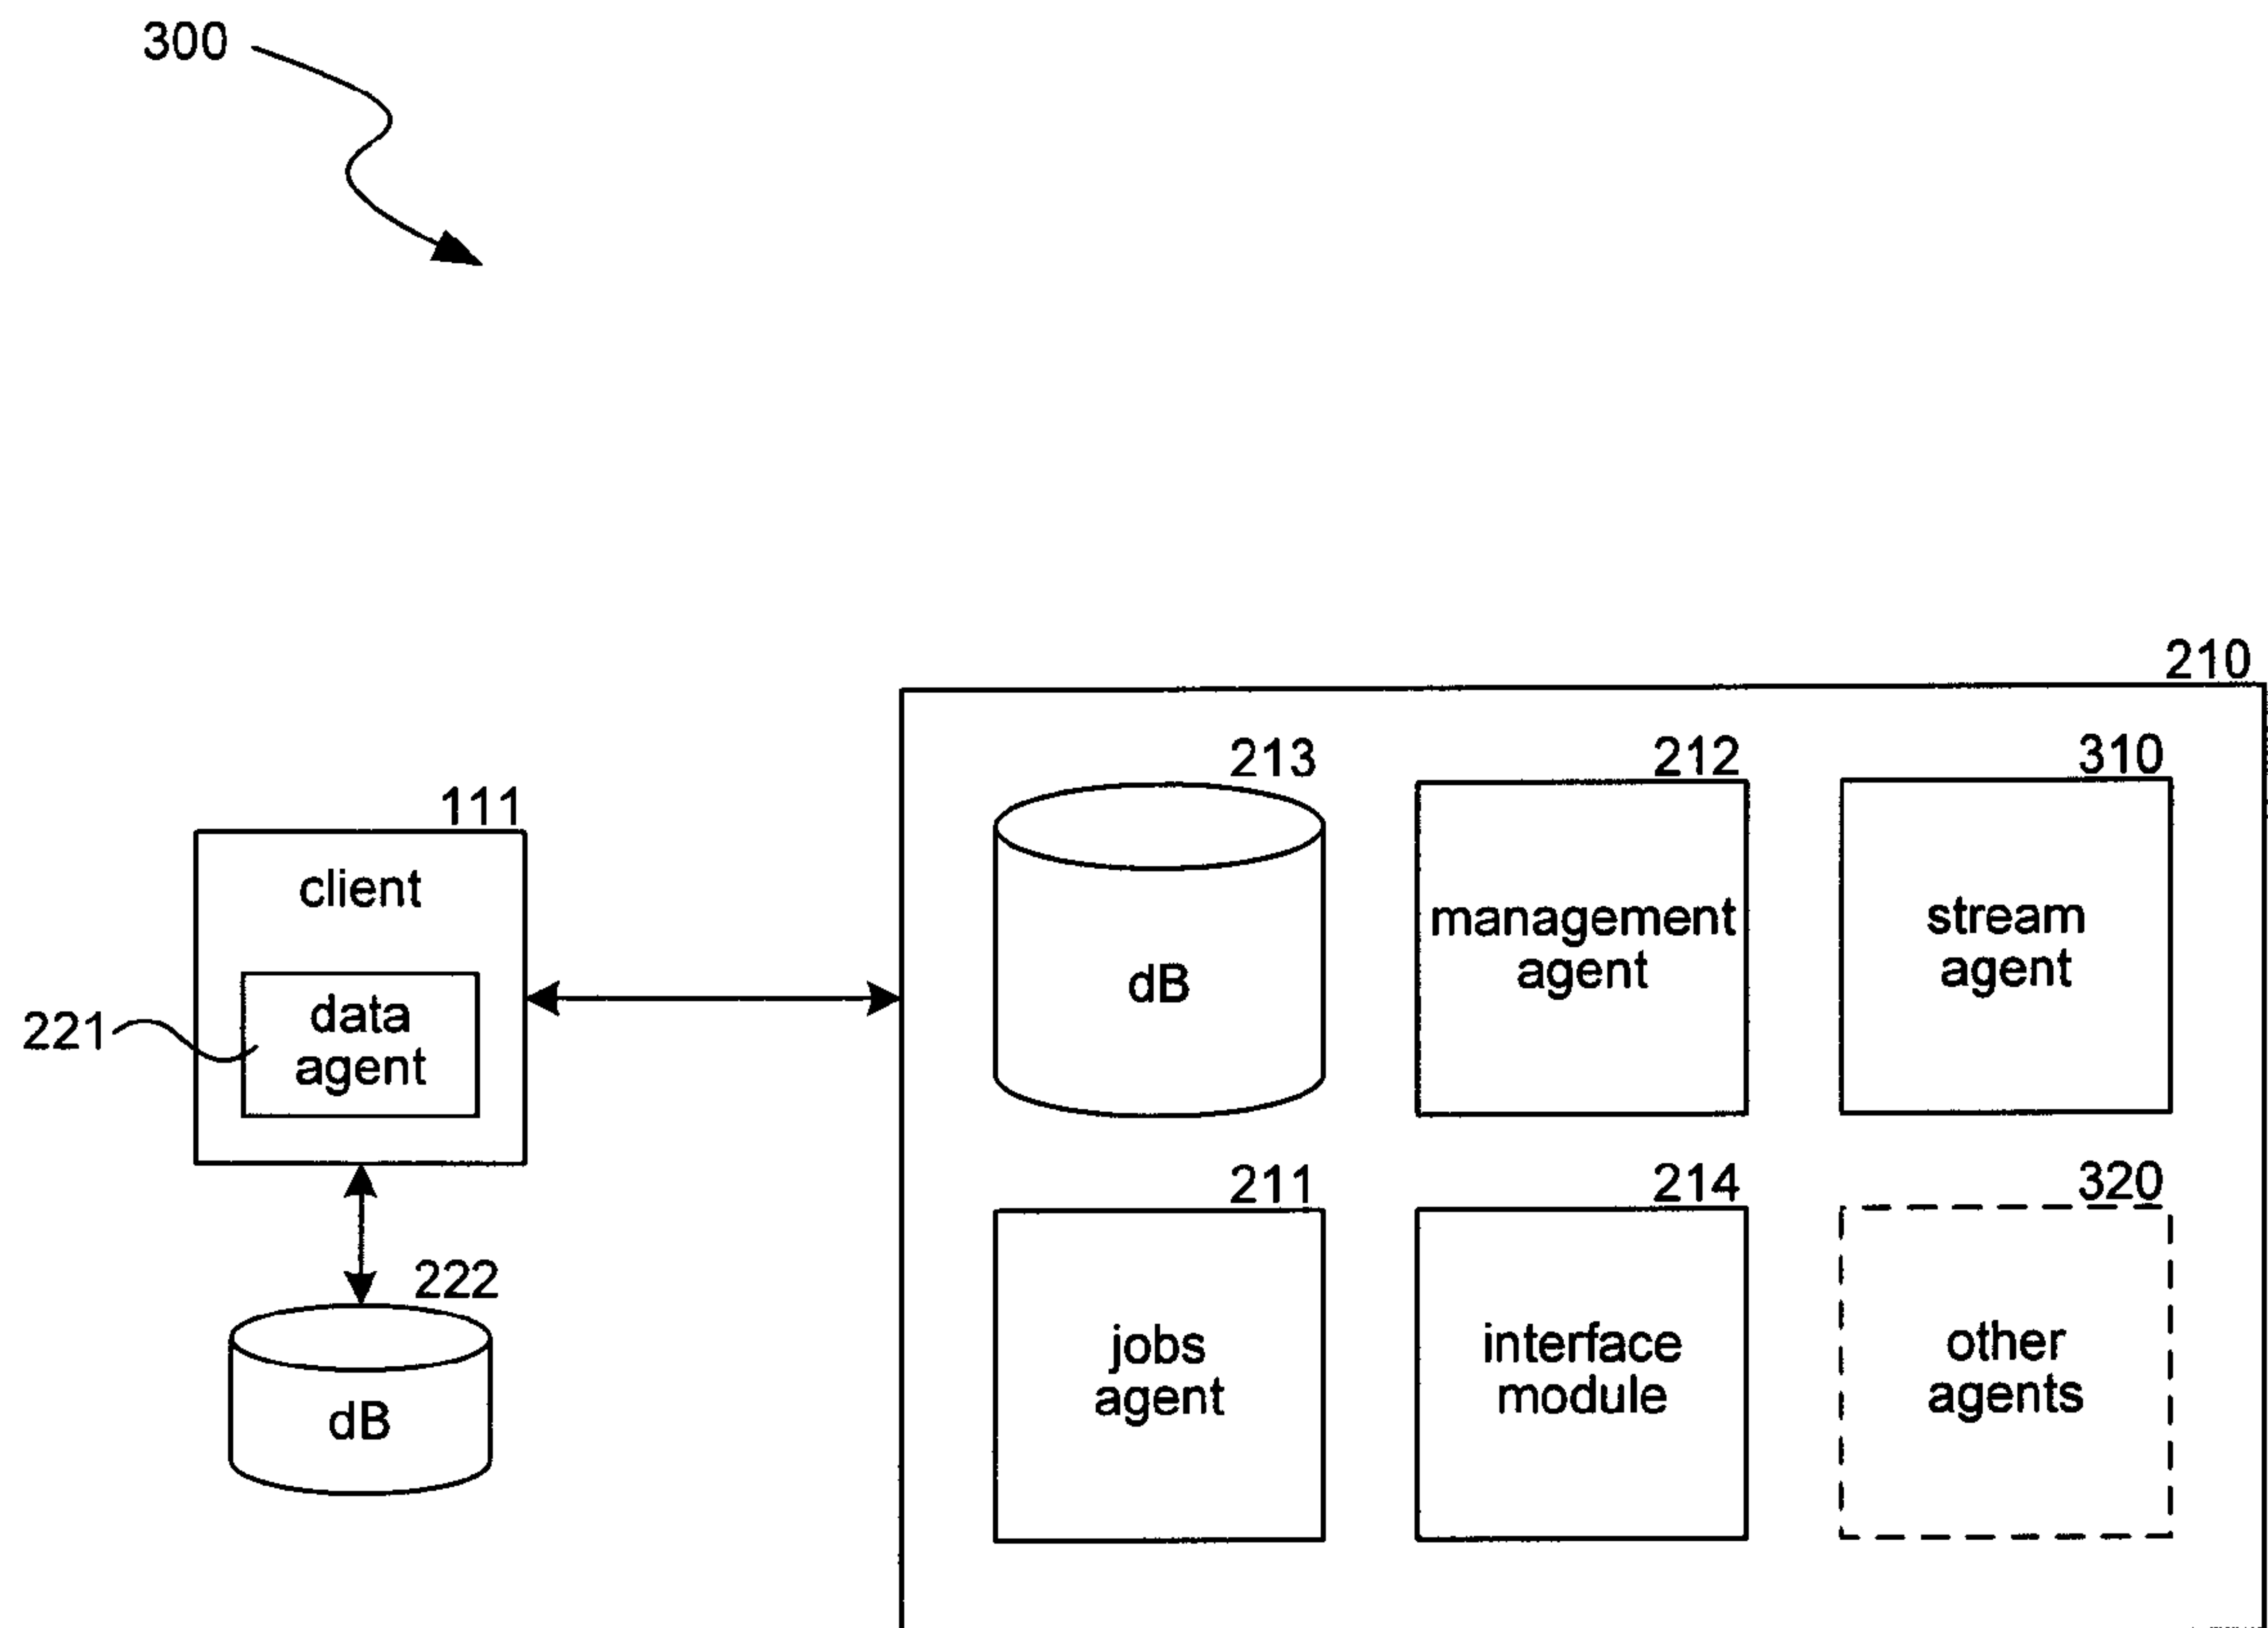 300
210
213
212
310
111
client
management
agent
stream
agent
dB
data
agent
221
211
214
320
222
jobs
agent
interface
module
other
agents
dB